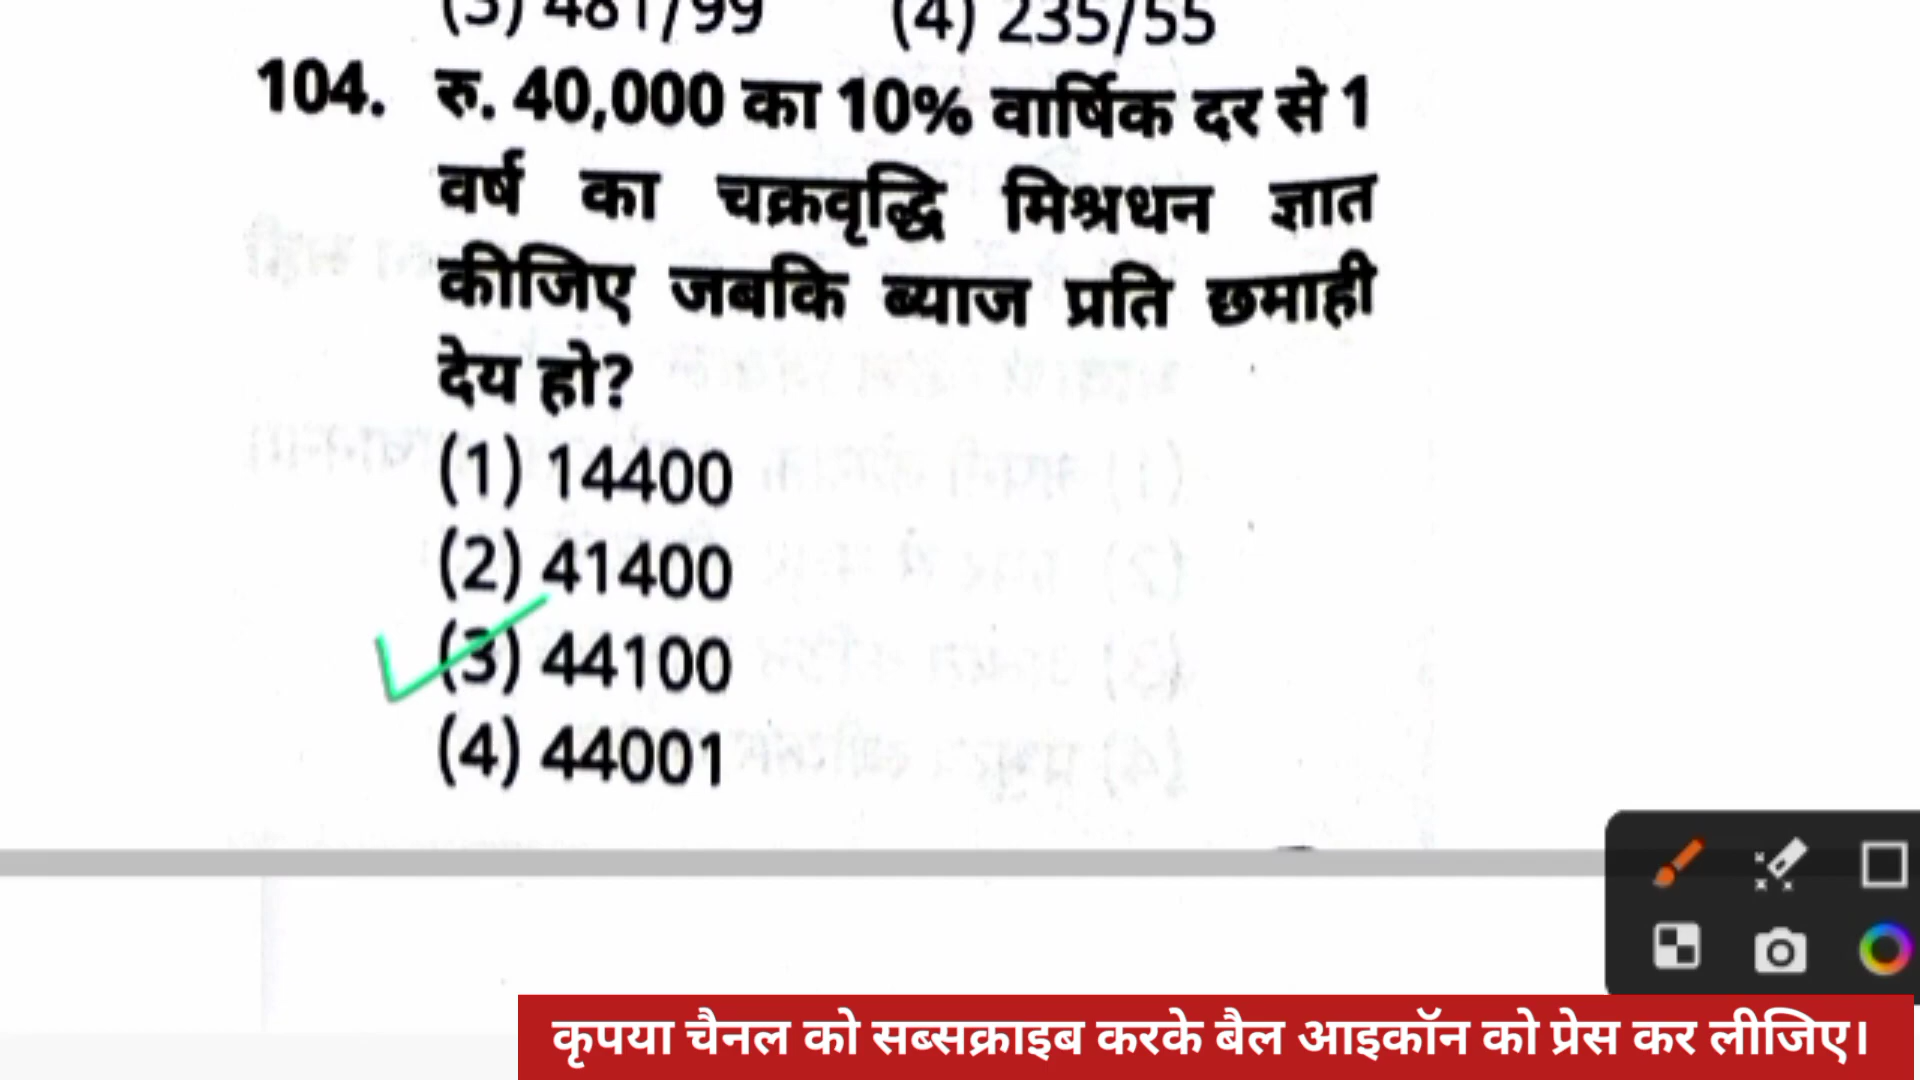 (3) 481/99 (4) 235/55
104. रु. 40,000 का 10% वार्षिक दर से 1
वर्ष का चक्रवृद्धि मिश्रधन ज्ञात
कीजिए जबकि ब्याज प्रति छमाही
देय हो?
(1) 14400
(2) 41400
(3) 44100
(4) 44001
कृपया चैनल को सब्सक्राइब करके बैल आइकॉन को प्रेस कर लीजिए।